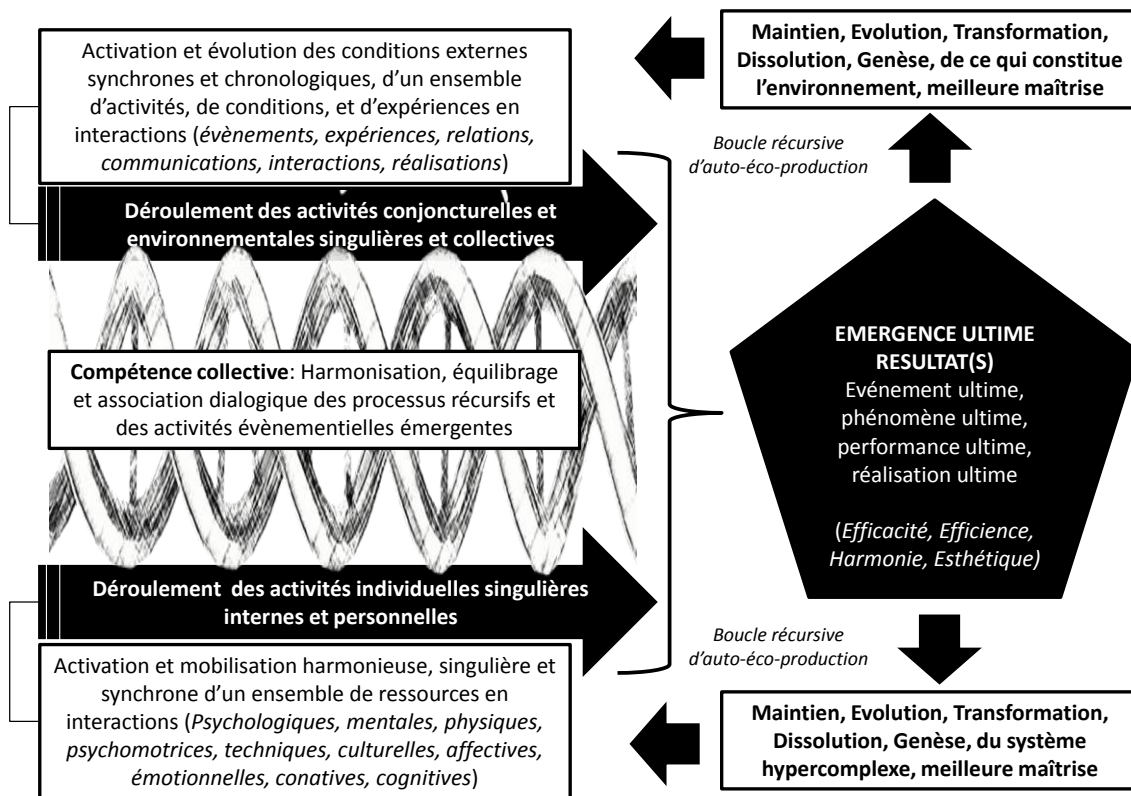 Activation et évolution des conditions externes
synchrones et chronologiques, d'un ensemble
d'activités, de conditions, et d'expériences en
interactions (évènements, expériences, relations,
communications, interactions, réalisations)
Déroulement des activités conjoncturelles et
environnementales singulières et collectives
Compétence collective: Harmonisation, équilibrage
et association dialogique des processus récursifs et
des activités évènementielles émergentes
Déroulement des activités individuelles singulières
internes et personnelles
Activation et mobilisation harmonieuse, singulière et
synchrone d'un ensemble de ressources en
interactions (Psychologiques, mentales, physiques,
psychomotrices, techniques, culturelles, affectives,
émotionnelles, conatives, cognitives)
Maintien, Evolution, Transformation,
Dissolution, Genèse, de ce qui constitue
l'environnement, meilleure maîtrise
Boucle récursive
d'auto-éco-production
EMERGENCE ULTIME
RESULTAT(S)
Evénement ultime,
phénomène ultime,
performance ultime,
réalisation ultime
(Efficacité, Efficience,
Harmonie, Esthétique)
Boucle récursive
d'auto-éco-production
Maintien, Evolution, Transformation,
Dissolution, Genèse, du système
hypercomplexe, meilleure maîtrise